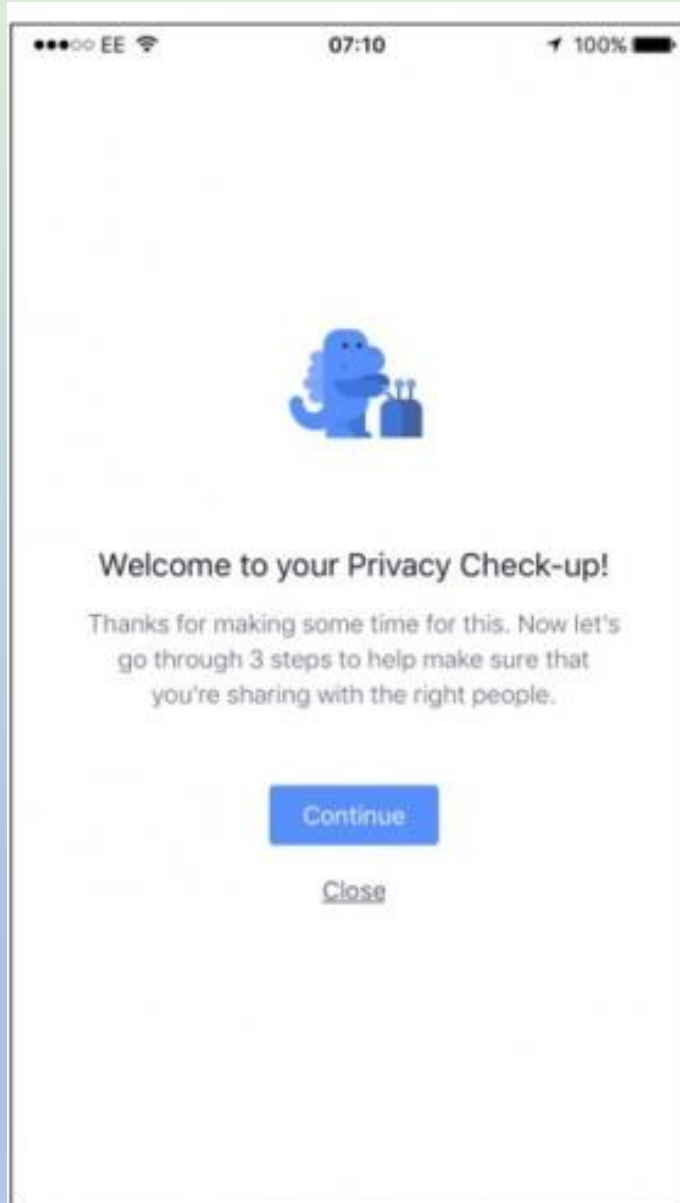 EE 07:10 100%
Welcome to your Privacy Check-up!
Thanks for making some time for this. Now let's
go through 3 steps to help make sure that
you're sharing with the right people.
Continue
Close